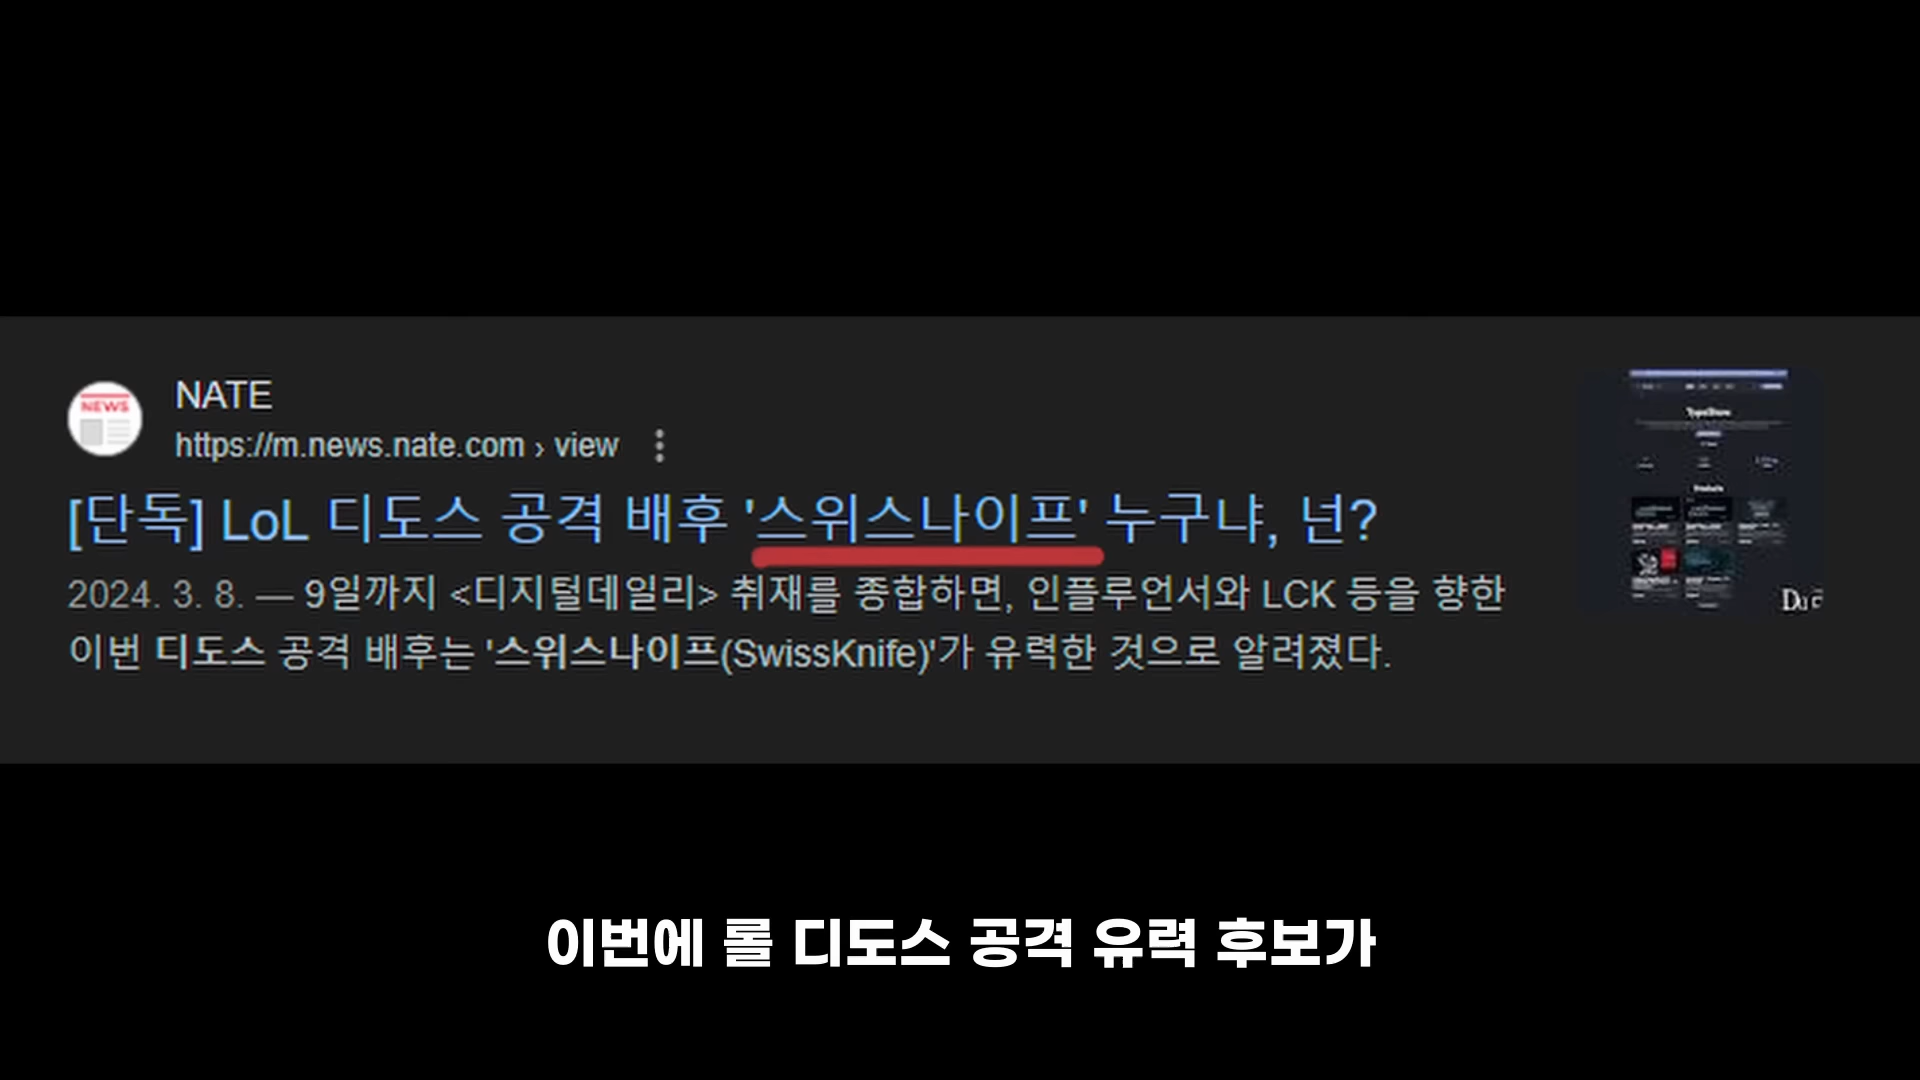 NEWS
NATE
https://m.news.nate.com › view
[단독] LoL 디도스 공격 배후 '스위스나이프' 누구냐, 넌?
2024. 3. 8. — 9일까지 <디지털데일리> 취재를 종합하면, 인플루언서와 LCK 등을 향한
이번 디도스 공격 배후는 '스위스나이프(SwissKnife)'가 유력한 것으로 알려졌다.
Products
이번에 롤 디도스 공격 유력 후보가